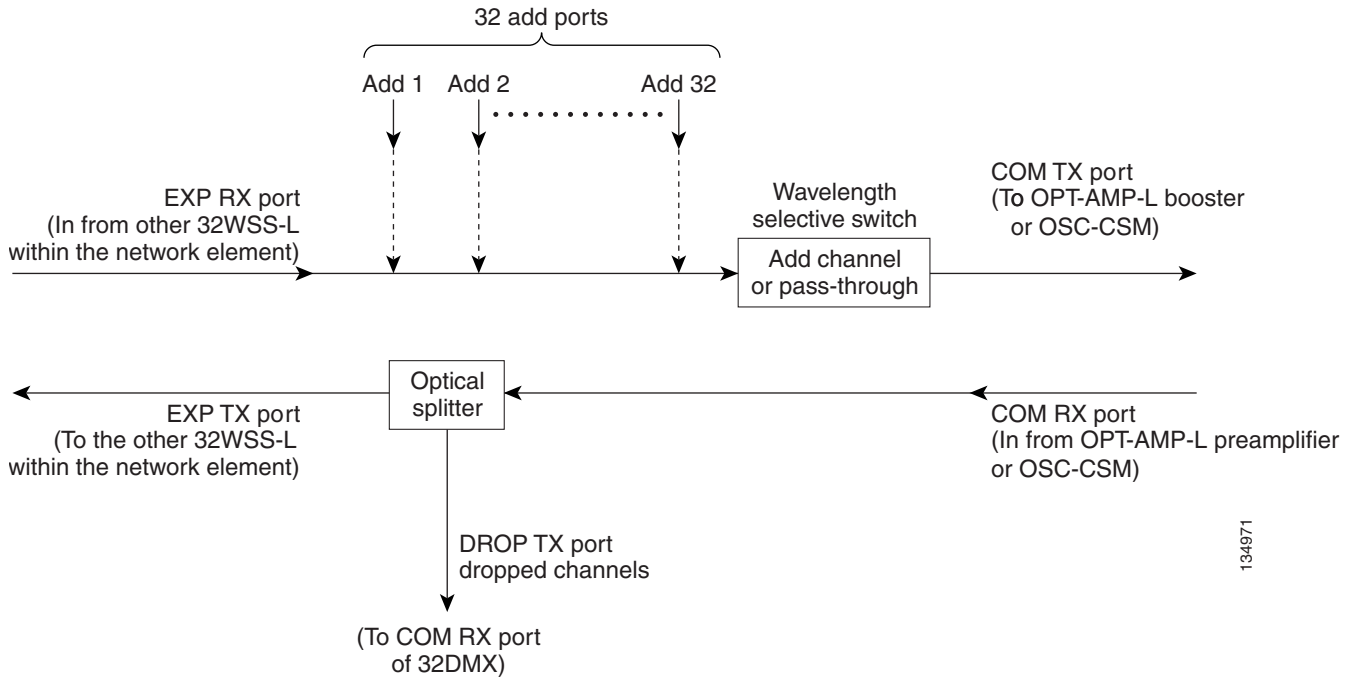 32 add ports
Add 1
Add 2
Add 32
EXP RX port
(In from other 32WSS-L
within the network element)
Wavelength
selective switch
Add channel
or pass-through
COM TX port
(To OPT-AMP-L booster
or OSC-CSM)
Optical
splitter
EXP TX port
(To the other 32WSS-L
within the network element)
COM RX port
(In from OPT-AMP-L preamplifier
or OSC-CSM)
DROP TX port
dropped channels
(To COM RX port
of 32DMX)
134971